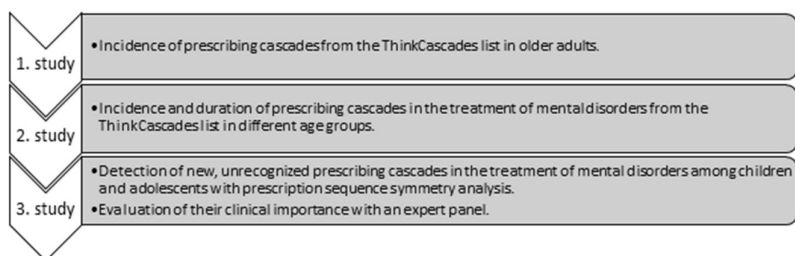 1. study
•Incidence of prescribing cascades from the ThinkCascades list in older adults.
2. study
•Incidence and duration of prescribing cascades in the treatment of mental disorders from the
ThinkCascades list in different age groups.
3. study
•Detection of new, unrecognized prescribing cascades in the treatment of mental disorders among children
and adolescents with prescription sequence symmetry analysis.
•Evaluation of their clinical importance with an expert panel.